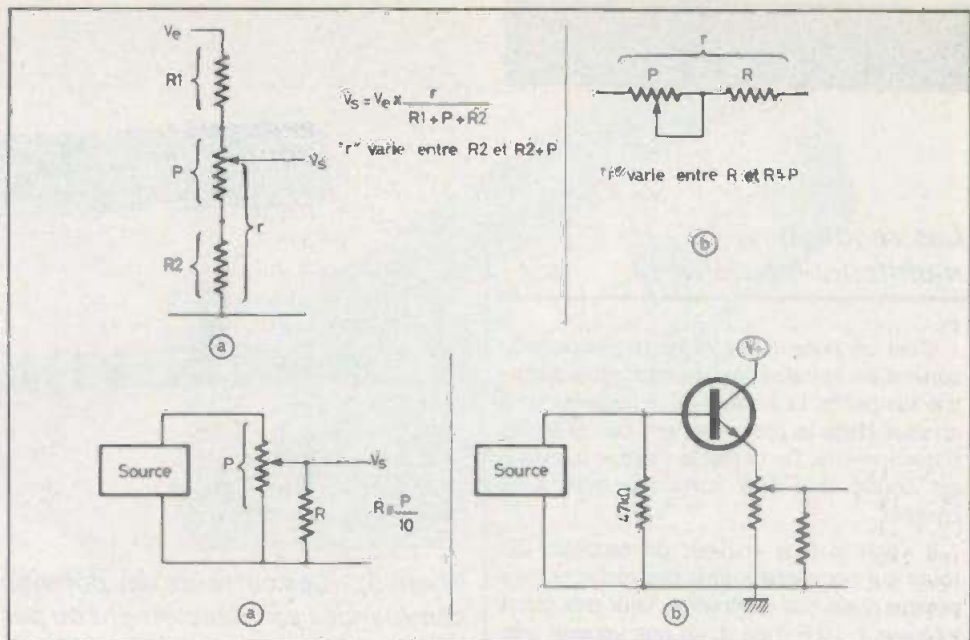 Ve
R1
P
R2
r
Vs
Vs = Ve x r
R1 + P + R2
"r" varie entre R2 et R2+P
a
r
P
R
"r" varie entre R et R+P
b
Source
P
R
Vs
R # P
10
a
Source
47kΩ
V+
b